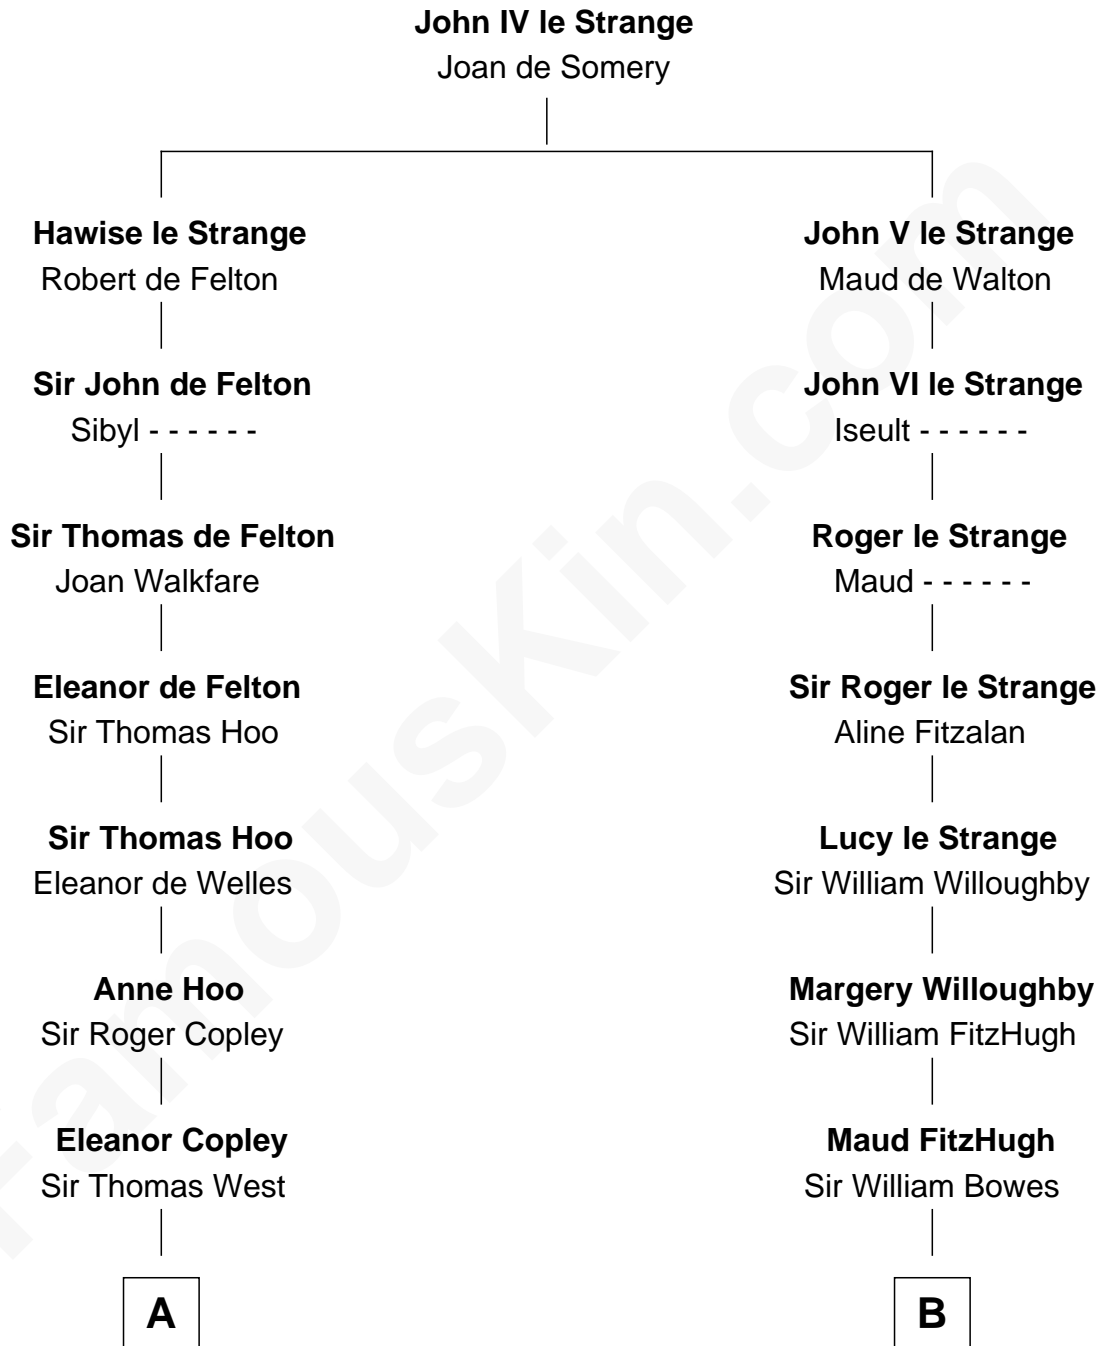 John IV le Strange
Joan de Somery
Hawise le Strange
Robert de Felton
John V le Strange
Maud de Walton
Sir John de Felton
Sibyl - - - - - -
John VI le Strange
Iseult - - - - - -
Sir Thomas de Felton
Joan Walkfare
Roger le Strange
Maud - - - - - -
Eleanor de Felton
Sir Thomas Hoo
Sir Roger le Strange
Aline Fitzalan
Sir Thomas Hoo
Eleanor de Welles
Lucy le Strange
Sir William Willoughby
Anne Hoo
Sir Roger Copley
Margery Willoughby
Sir William FitzHugh
Eleanor Copley
Sir Thomas West
Maud FitzHugh
Sir William Bowes
A
B
FamousKin.com